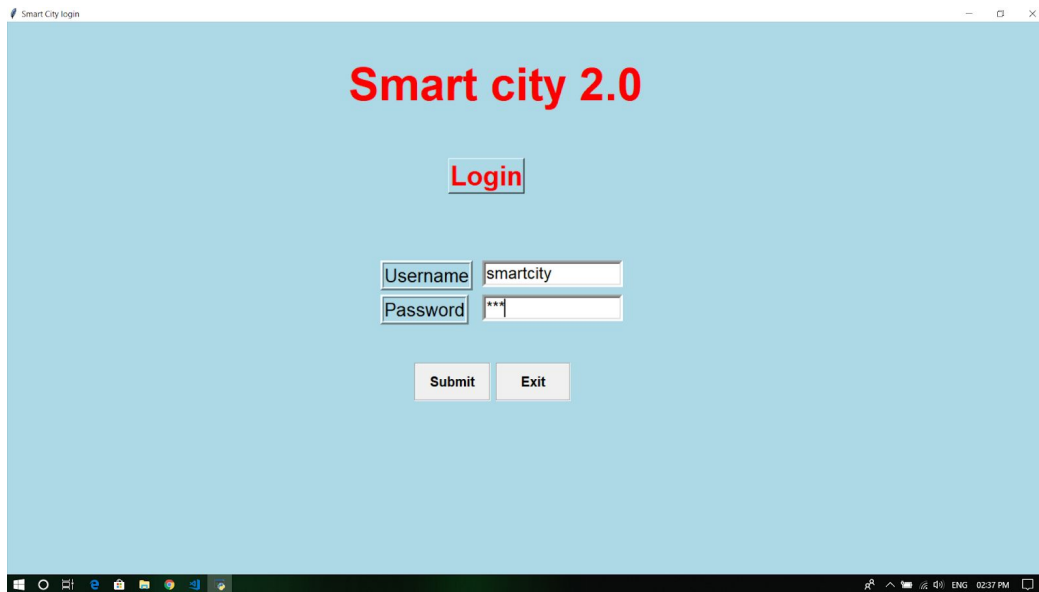 Smart City login
Smart city 2.0
Login
Username smartcity
Password ***
Submit Exit
ENG 02:37 PM